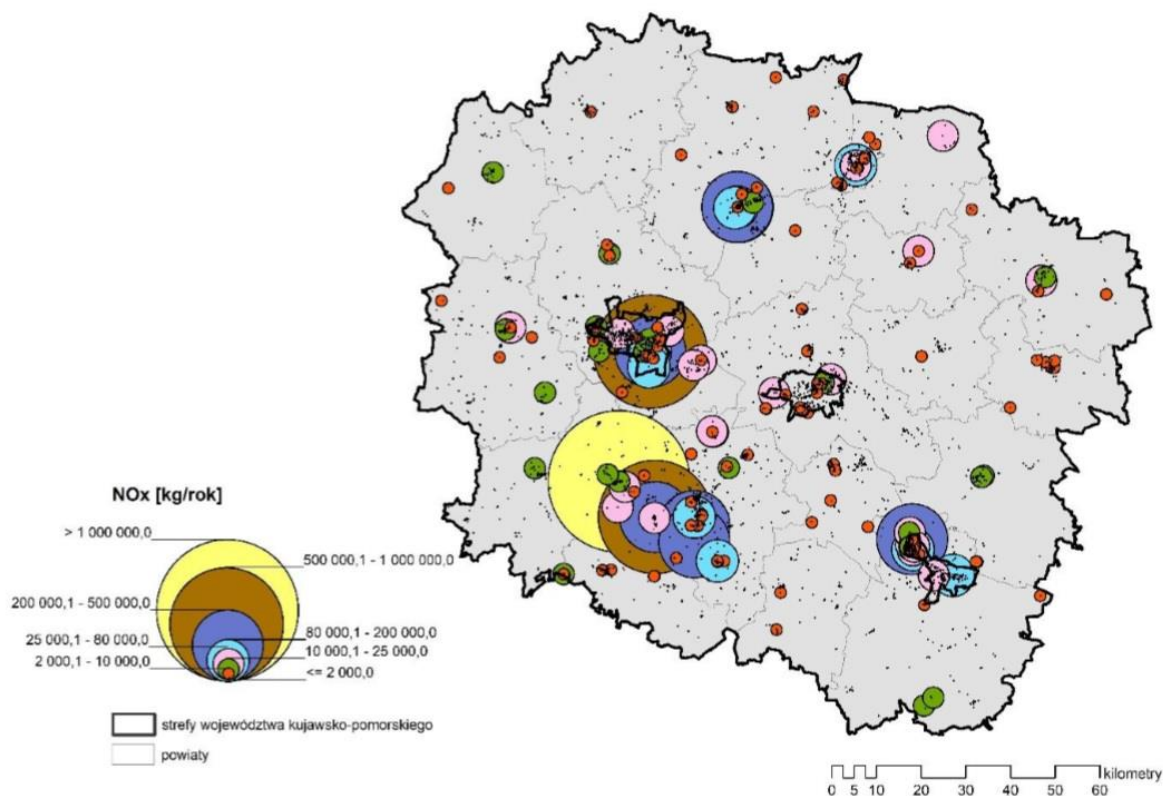 NOx [kg/rok]
> 1 000 000,0
500 000,1 - 1 000 000,0
200 000,1 - 500 000,0
80 000,1 - 200 000,0
25 000,1 - 80 000,0
10 000,1 - 25 000,0
2 000,1 - 10 000,0
<= 2 000,0
strefy województwa kujawsko-pomorskiego
powiaty
kilometry
0 5 10 20 30 40 50 60